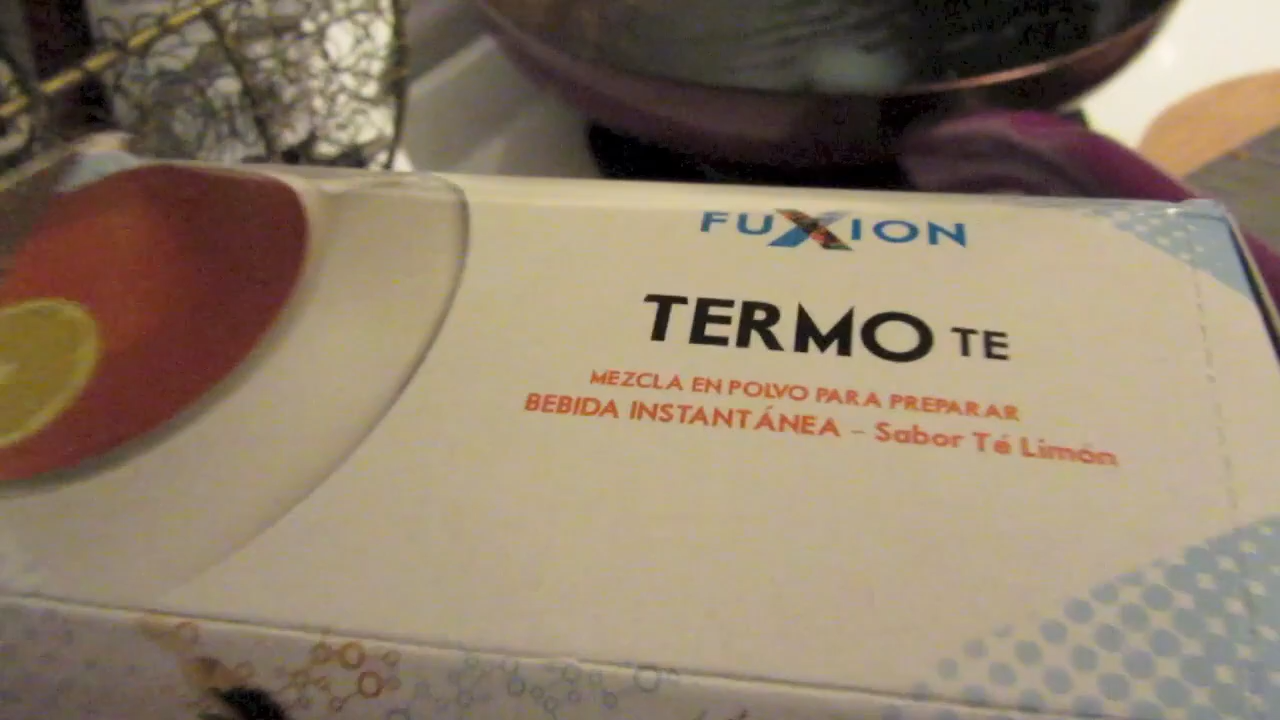 FUXION
TERMO TE
MEZCLA EN POLVO PARA PREPARAR
BEBIDA INSTANTÁNEA – Sabor Té Limón